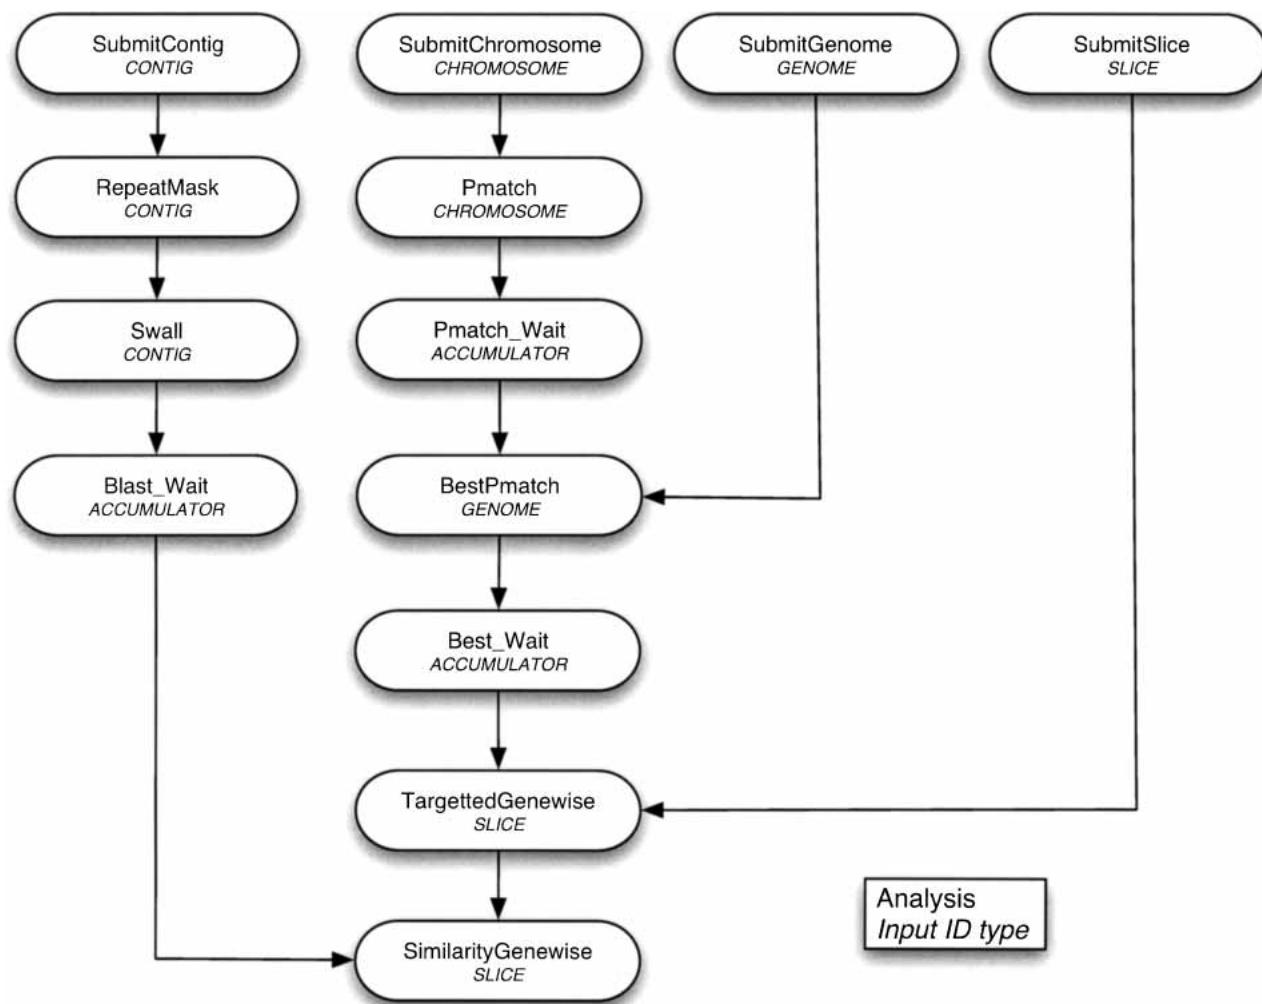 SubmitContig
CONTIG
SubmitChromosome
CHROMOSOME
SubmitGenome
GENOME
SubmitSlice
SLICE
RepeatMask
CONTIG
Pmatch
CHROMOSOME
Swall
CONTIG
Pmatch_Wait
ACCUMULATOR
Blast_Wait
ACCUMULATOR
BestPmatch
GENOME
Best_Wait
ACCUMULATOR
TargettedGenewise
SLICE
SimilarityGenewise
SLICE
Analysis
Input ID type